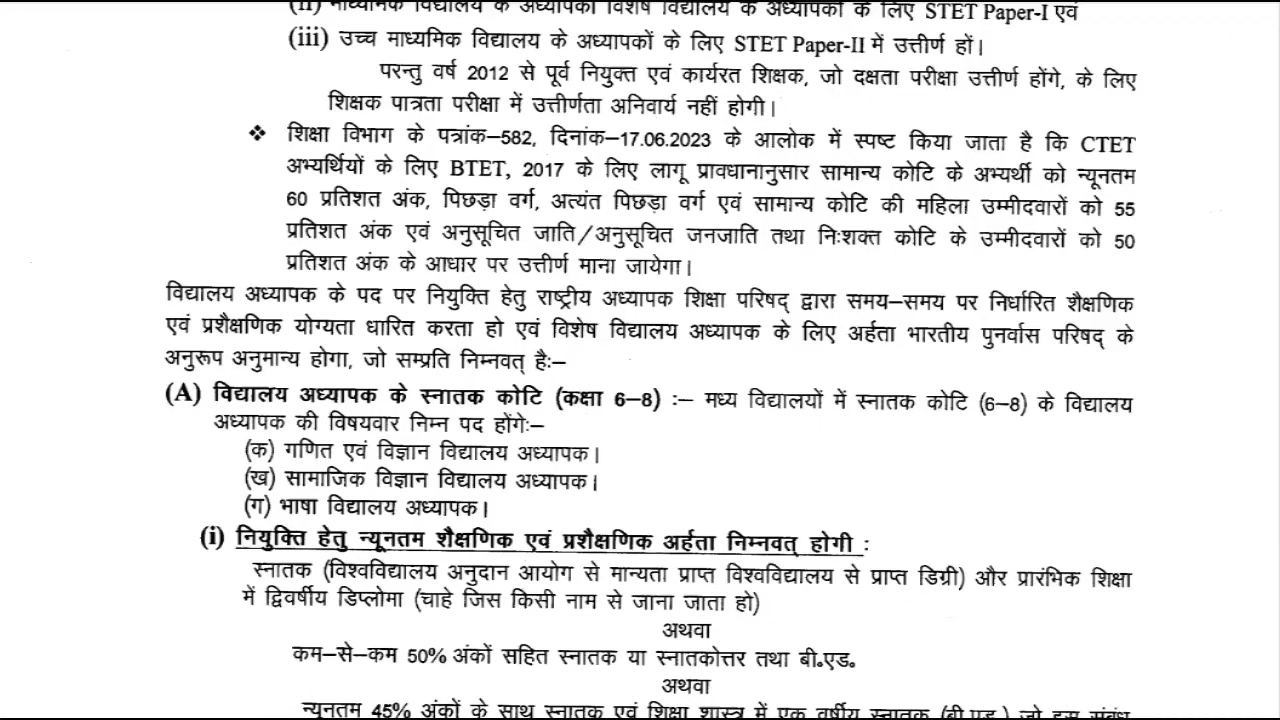 (ii) माध्यमिक विद्यालय के अध्यापकों विशेष विद्यालय के अध्यापकों के लिए STET Paper-I एवं
(iii) उच्च माध्यमिक विद्यालय के अध्यापकों के लिए STET Paper-II में उत्तीर्ण हों।
परन्तु वर्ष 2012 से पूर्व नियुक्त एवं कार्यरत शिक्षक, जो दक्षता परीक्षा उत्तीर्ण होंगे, के लिए
शिक्षक पात्रता परीक्षा में उत्तीर्णता अनिवार्य नहीं होगी।
❖ शिक्षा विभाग के पत्रांक–582, दिनांक–17.06.2023 के आलोक में स्पष्ट किया जाता है कि CTET
अभ्यर्थियों के लिए BTET, 2017 के लिए लागू प्रावधानानुसार सामान्य कोटि के अभ्यर्थी को न्यूनतम
60 प्रतिशत अंक, पिछड़ा वर्ग, अत्यंत पिछड़ा वर्ग एवं सामान्य कोटि की महिला उम्मीदवारों को 55
प्रतिशत अंक एवं अनुसूचित जाति/अनुसूचित जनजाति तथा निःशक्त कोटि के उम्मीदवारों को 50
प्रतिशत अंक के आधार पर उत्तीर्ण माना जायेगा।
विद्यालय अध्यापक के पद पर नियुक्ति हेतु राष्ट्रीय अध्यापक शिक्षा परिषद् द्वारा समय–समय पर निर्धारित शैक्षणिक
एवं प्रशैक्षणिक योग्यता धारित करता हो एवं विशेष विद्यालय अध्यापक के लिए अर्हता भारतीय पुनर्वास परिषद् के
अनुरूप अनुमान्य होगा, जो सम्प्रति निम्नवत् हैः–
(A) विद्यालय अध्यापक के स्नातक कोटि (कक्षा 6–8) :– मध्य विद्यालयों में स्नातक कोटि (6–8) के विद्यालय
अध्यापक की विषयवार निम्न पद होंगेः–
(क) गणित एवं विज्ञान विद्यालय अध्यापक।
(ख) सामाजिक विज्ञान विद्यालय अध्यापक।
(ग) भाषा विद्यालय अध्यापक।
(i) नियुक्ति हेतु न्यूनतम शैक्षणिक एवं प्रशैक्षणिक अर्हता निम्नवत् होगी :
स्नातक (विश्वविद्यालय अनुदान आयोग से मान्यता प्राप्त विश्वविद्यालय से प्राप्त डिग्री) और प्रारंभिक शिक्षा
में द्विवर्षीय डिप्लोमा (चाहे जिस किसी नाम से जाना जाता हो)
अथवा
कम–से–कम 50% अंकों सहित स्नातक या स्नातकोत्तर तथा बी॰एड॰
अथवा
न्यूनतम 45% अंकों के साथ स्नातक एवं शिक्षा शास्त्र में एक वर्षीय स्नातक (बी.एड.) जो इस संबंध